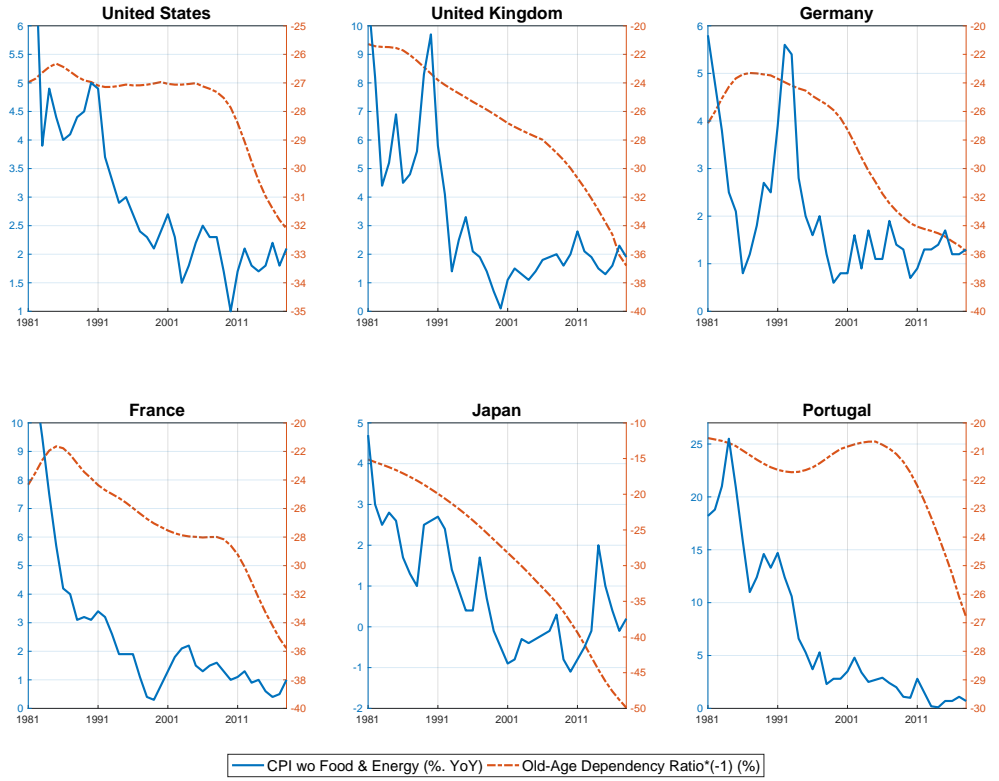 United States United Kingdom Germany
6 -25 10 -20 6 -20
5.5 -26 9 -22 5 -22
5 -27 8 -24 4 -24
4.5 -28 7 -26 3 -26
4 -29 6 -28 2 -28
3.5 -30 5 -30 1 -30
3 -31 4 -32 0 -32
2.5 -32 3 -34 -34
2 -33 2 -36 -36
1.5 -34 1 -38 -38
1 -35 0 -40 -40
1981 1991 2001 2011 1981 1991 2001 2011 1981 1991 2001 2011
France Japan Portugal
10 -20 5 -10 25 -20
9 -22 4 -15 20 -21
8 -24 3 -20 15 -22
7 -26 2 -25 10 -23
6 -28 1 -30 5 -24
5 -30 0 -35 0 -25
4 -32 -1 -40 -26
3 -34 -2 -45 -27
2 -36 -50 -28
1 -38 -29
0 -40 -30
1981 1991 2001 2011 1981 1991 2001 2011 1981 1991 2001 2011
CPI wo Food & Energy (%. YoY) Old-Age Dependency Ratio*(-1) (%)